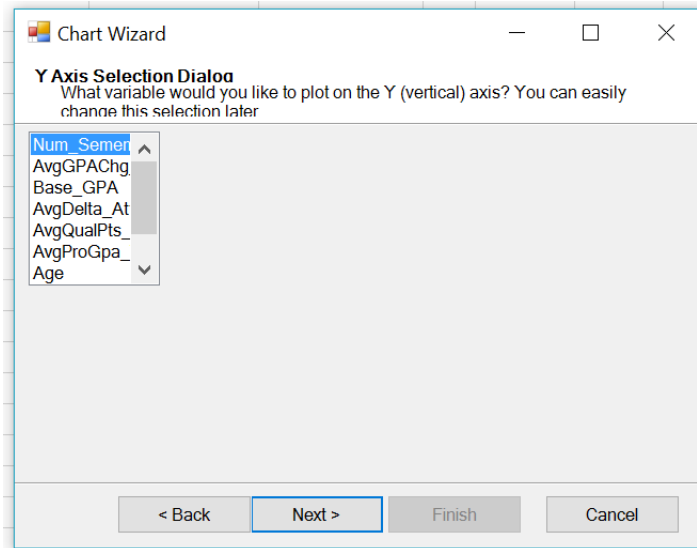 Chart Wizard
Y Axis Selection Dialog
What variable would you like to plot on the Y (vertical) axis? You can easily
change this selection later
Num_Semen
AvgGPAChg_
Base_GPA
AvgDelta_At
AvgQualPts_
AvgProGpa_
Age
< Back Next > Finish Cancel